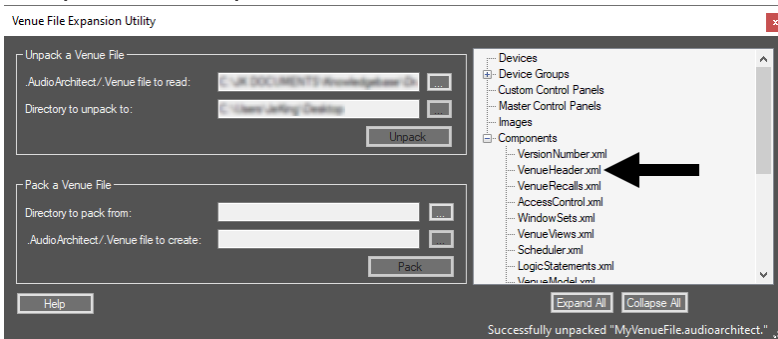 Venue File Expansion Utility
x
Unpack a Venue File
.AudioArchitect/.Venue file to read:
...
Directory to unpack to:
...
Unpack
Pack a Venue File
Directory to pack from:
...
.AudioArchitect/.Venue file to create:
...
Pack
Help
Devices
Device Groups
Custom Control Panels
Master Control Panels
Images
Components
VersionNumber.xml
VenueHeader.xml
VenueRecalls.xml
AccessControl.xml
WindowSets.xml
VenueViews.xml
Scheduler.xml
LogicStatements.xml
VenueModel.xml
Expand All
Collapse All
Successfully unpacked "MyVenueFile.audioarchitect."